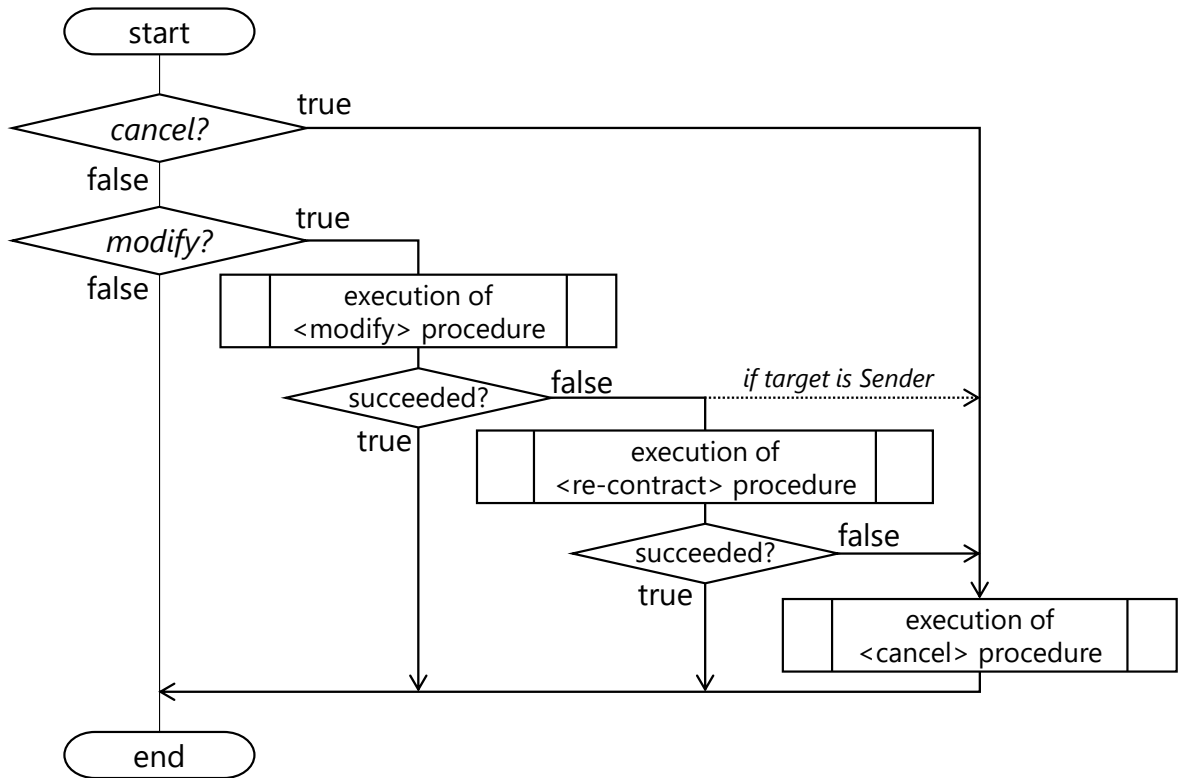 start
cancel?
true
false
modify?
true
false
execution of
<modify> procedure
succeeded?
false
if target is Sender
true
execution of
<re-contract> procedure
succeeded?
false
true
execution of
<cancel> procedure
end